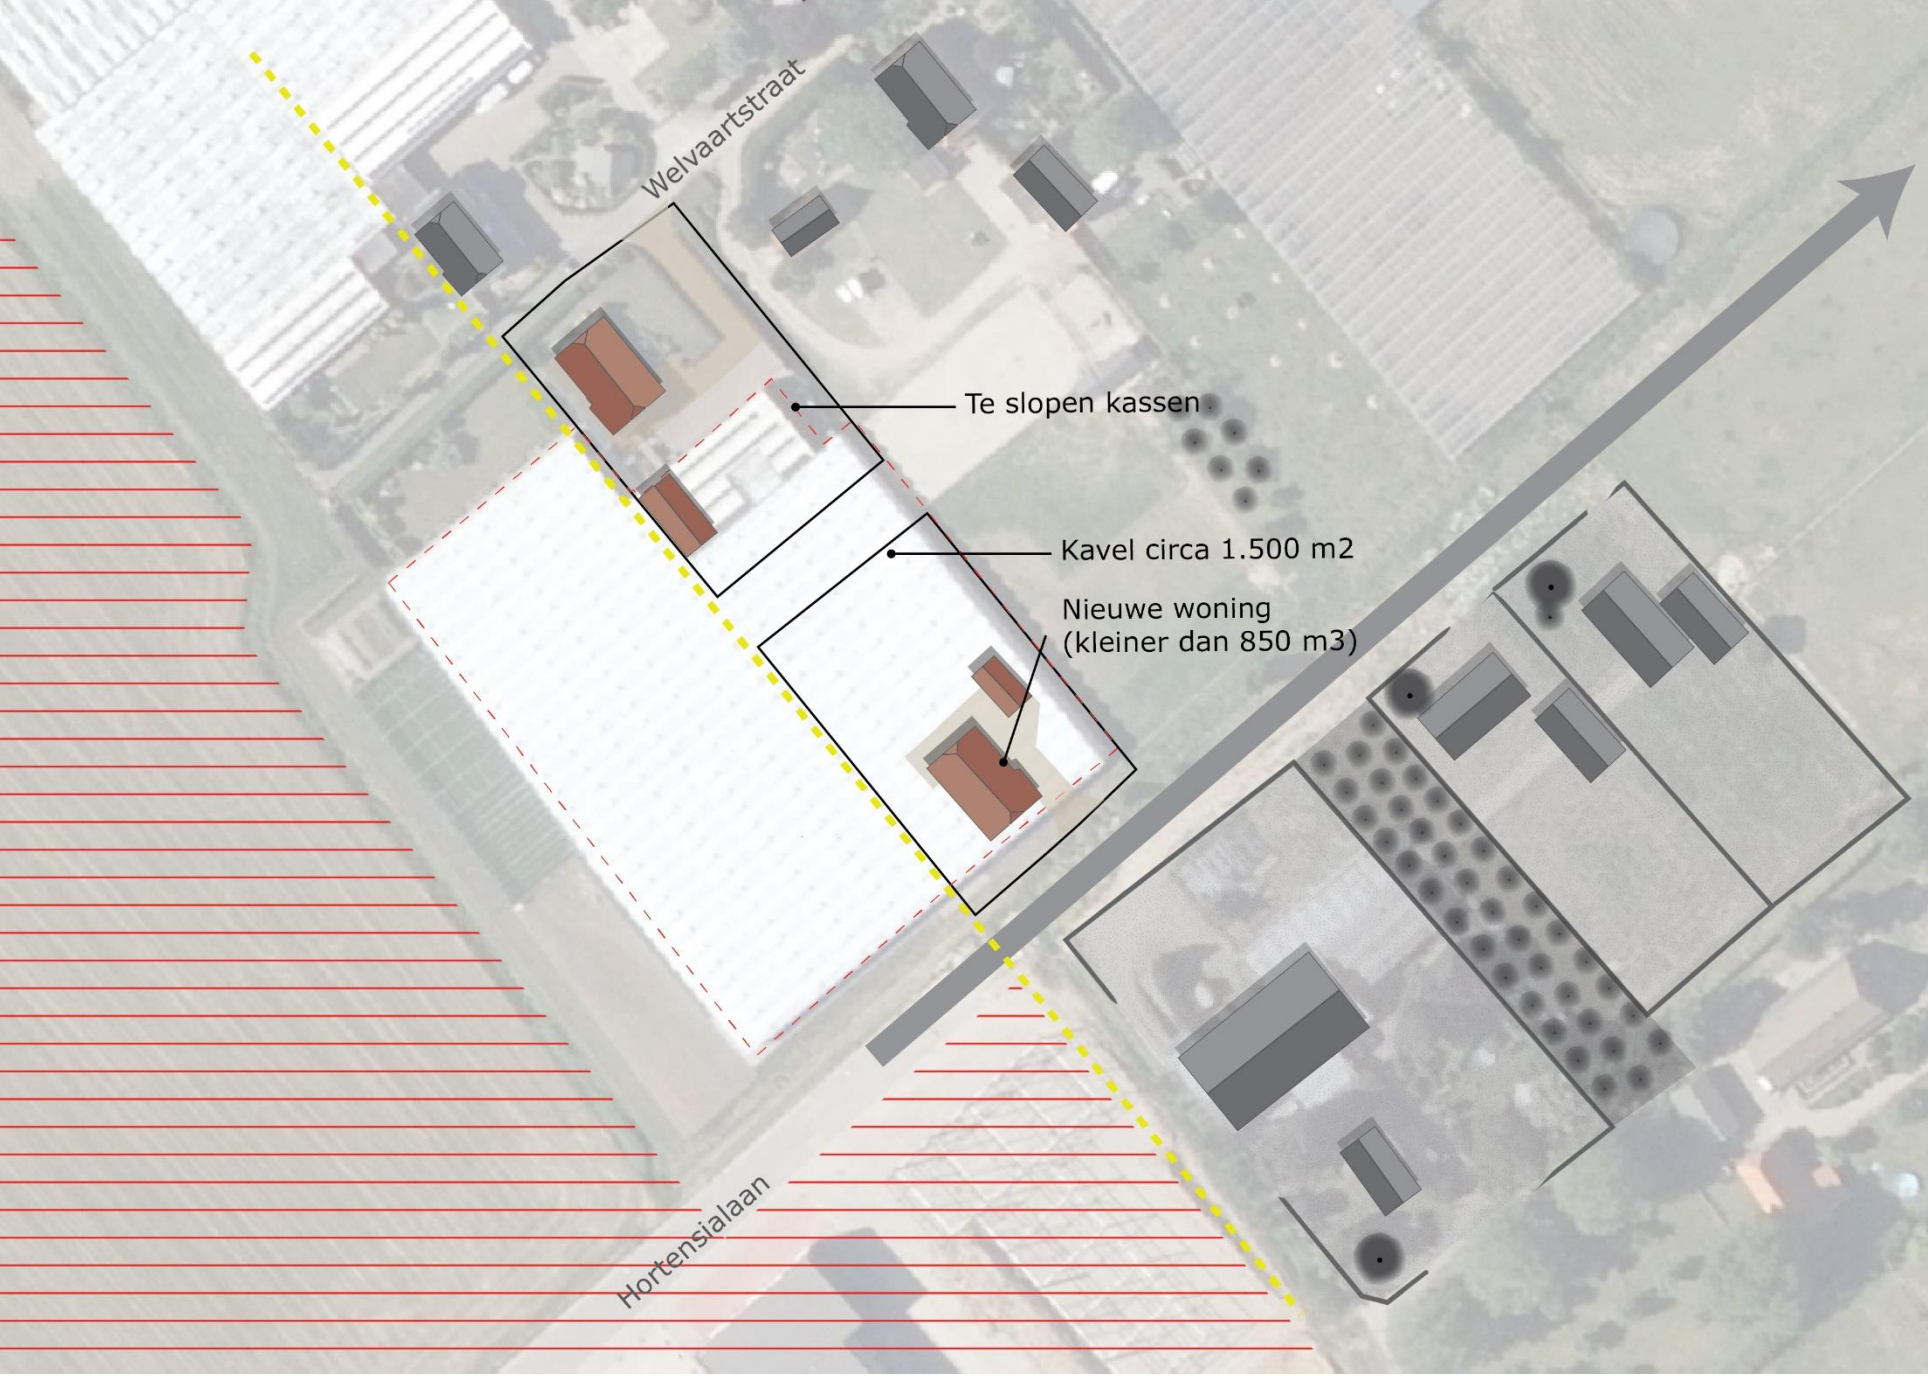 Welvaartstraat
Te slopen kassen
Kavel circa 1.500 m2
Nieuwe woning
(kleiner dan 850 m3)
Hortensialaan